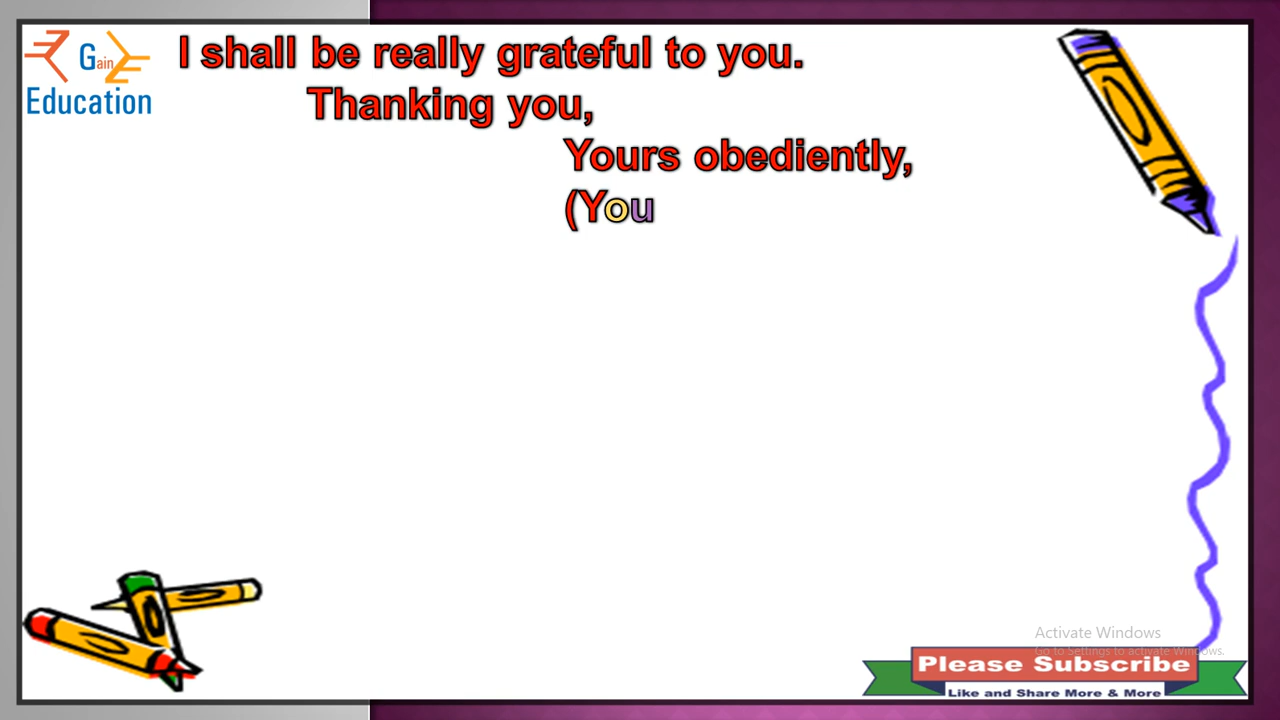 Gain
Education
I shall be really grateful to you.
Thanking you,
Yours obediently,
(You
Activate Windows
Go to Settings to activate Windows.
Please Subscribe
Like and Share More & More